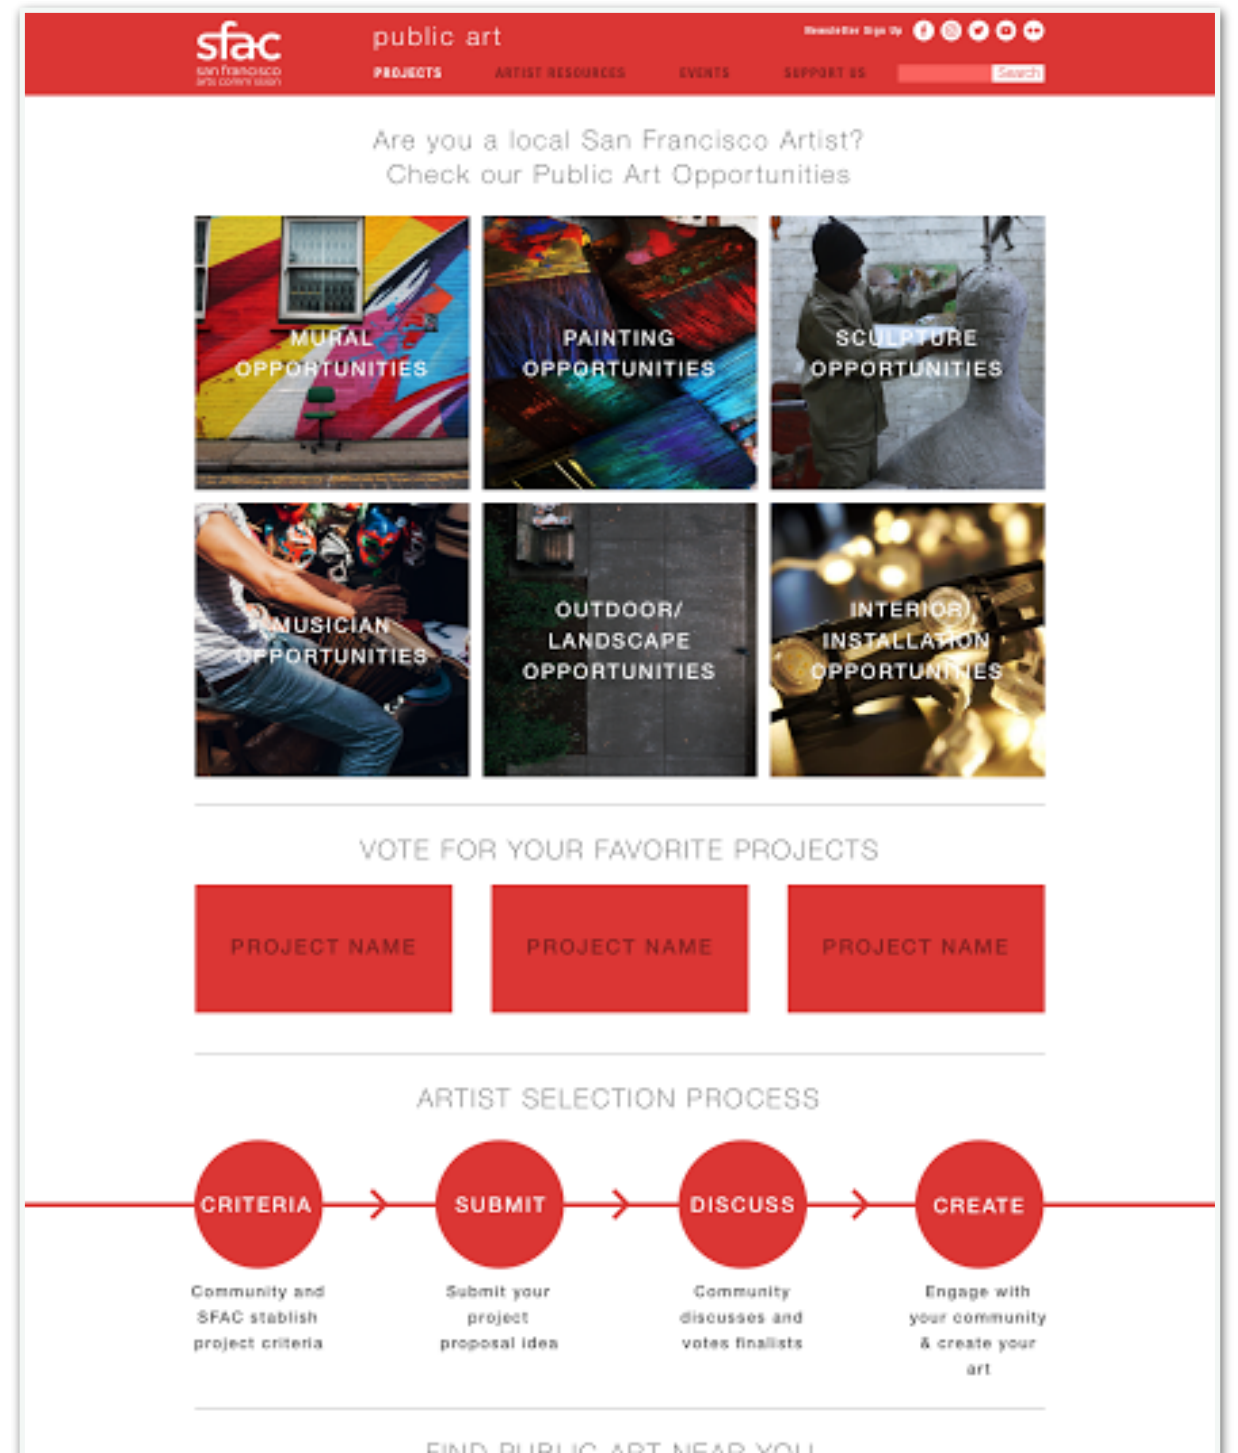 sfac
san francisco
arts commission
public art
Newsletter Sign Up
PROJECTS ARTIST RESOURCES EVENTS SUPPORT US Search
Are you a local San Francisco Artist?
Check our Public Art Opportunities
MURAL
OPPORTUNITIES
PAINTING
OPPORTUNITIES
SCULPTURE
OPPORTUNITIES
MUSICIAN
OPPORTUNITIES
OUTDOOR/
LANDSCAPE
OPPORTUNITIES
INTERIOR/
INSTALLATION
OPPORTUNITIES
VOTE FOR YOUR FAVORITE PROJECTS
PROJECT NAME
PROJECT NAME
PROJECT NAME
ARTIST SELECTION PROCESS
CRITERIA
SUBMIT
DISCUSS
CREATE
Community and
SFAC stablish
project criteria
Submit your
project
proposal idea
Community
discusses and
votes finalists
Engage with
your community
& create your
art
FIND PUBLIC ART NEAR YOU